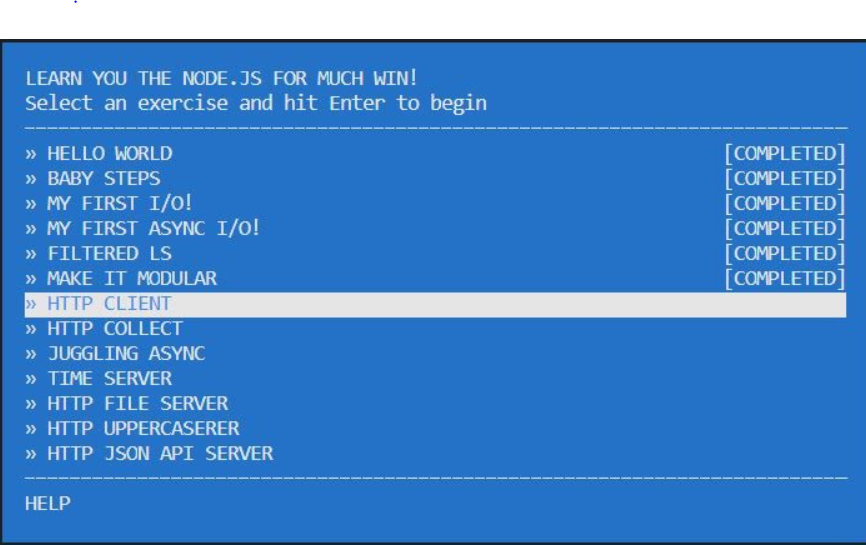 LEARN YOU THE NODE.JS FOR MUCH WIN!
Select an exercise and hit Enter to begin
» HELLO WORLD [COMPLETED]
» BABY STEPS [COMPLETED]
» MY FIRST I/O! [COMPLETED]
» MY FIRST ASYNC I/O! [COMPLETED]
» FILTERED LS [COMPLETED]
» MAKE IT MODULAR [COMPLETED]
» HTTP CLIENT
» HTTP COLLECT
» JUGGLING ASYNC
» TIME SERVER
» HTTP FILE SERVER
» HTTP UPPERCASERER
» HTTP JSON API SERVER
HELP